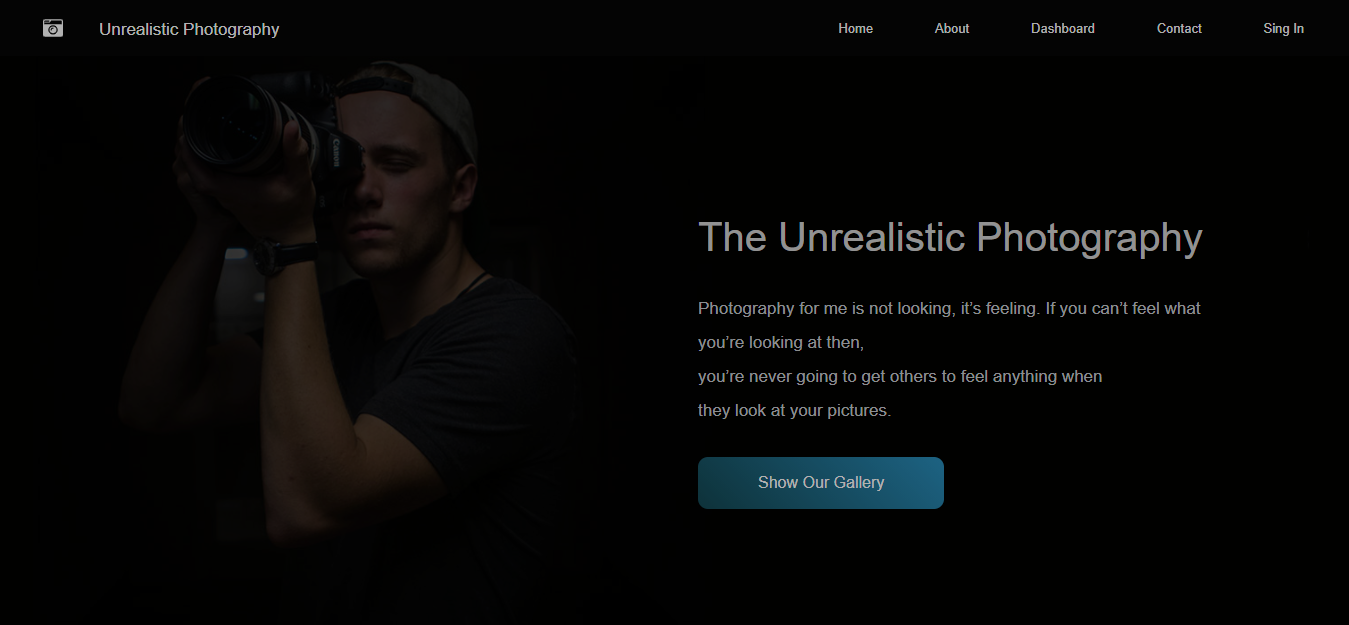 Unrealistic Photography
Home
About
Dashboard
Contact
Sing In
Canon
The Unrealistic Photography
Photography for me is not looking, it’s feeling. If you can’t feel what
you’re looking at then,
you’re never going to get others to feel anything when
they look at your pictures.
Show Our Gallery